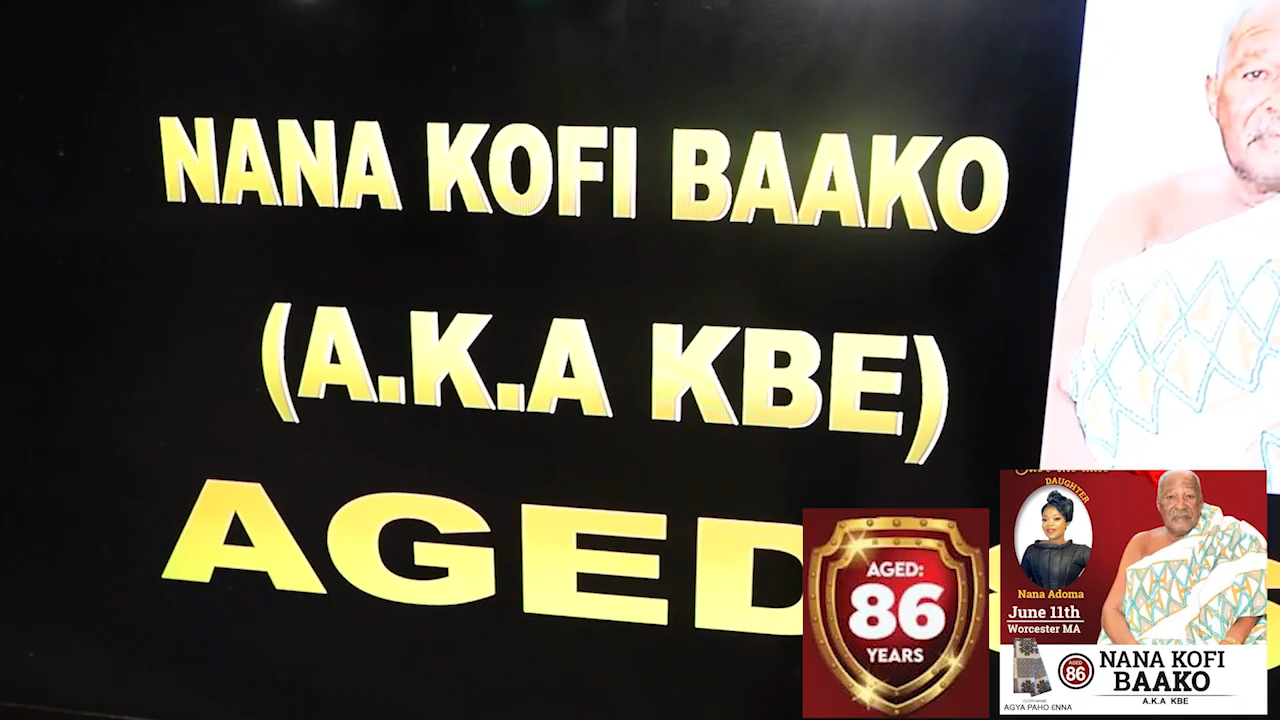 NANA KOFI BAAKO
(A.K.A KBE)
AGED
AGED:
86
YEARS
DAUGHTER
Nana Adoma
June 11th
Worcester MA
AGED
86
NANA KOFI
BAAKO
A.K.A KBE
AGYA PAHO ƐNNA